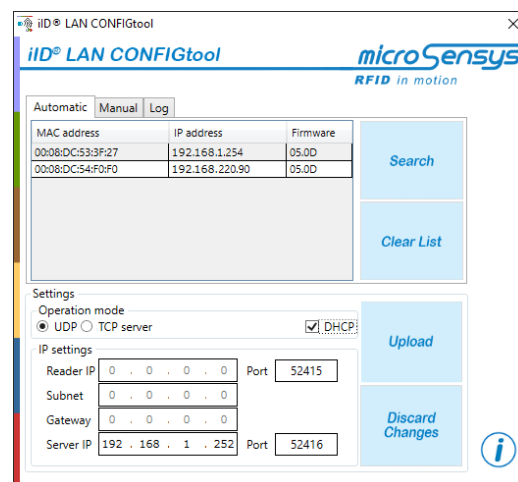 iID® LAN CONFIGtool
iID® LAN CONFIGtool
microSensys
RFID in motion
Automatic Manual Log
MAC address IP address Firmware
00:08:DC:53:3F:27 192.168.1.254 05.0D
00:08:DC:54:F0:F0 192.168.220.90 05.0D
Search
Clear List
Settings
Operation mode
UDP TCP server DHCP
IP settings
Reader IP 0 . 0 . 0 . 0 Port 52415
Subnet 0 . 0 . 0 . 0
Gateway 0 . 0 . 0 . 0
Server IP 192 . 168 . 1 . 252 Port 52416
Upload
Discard
Changes
i